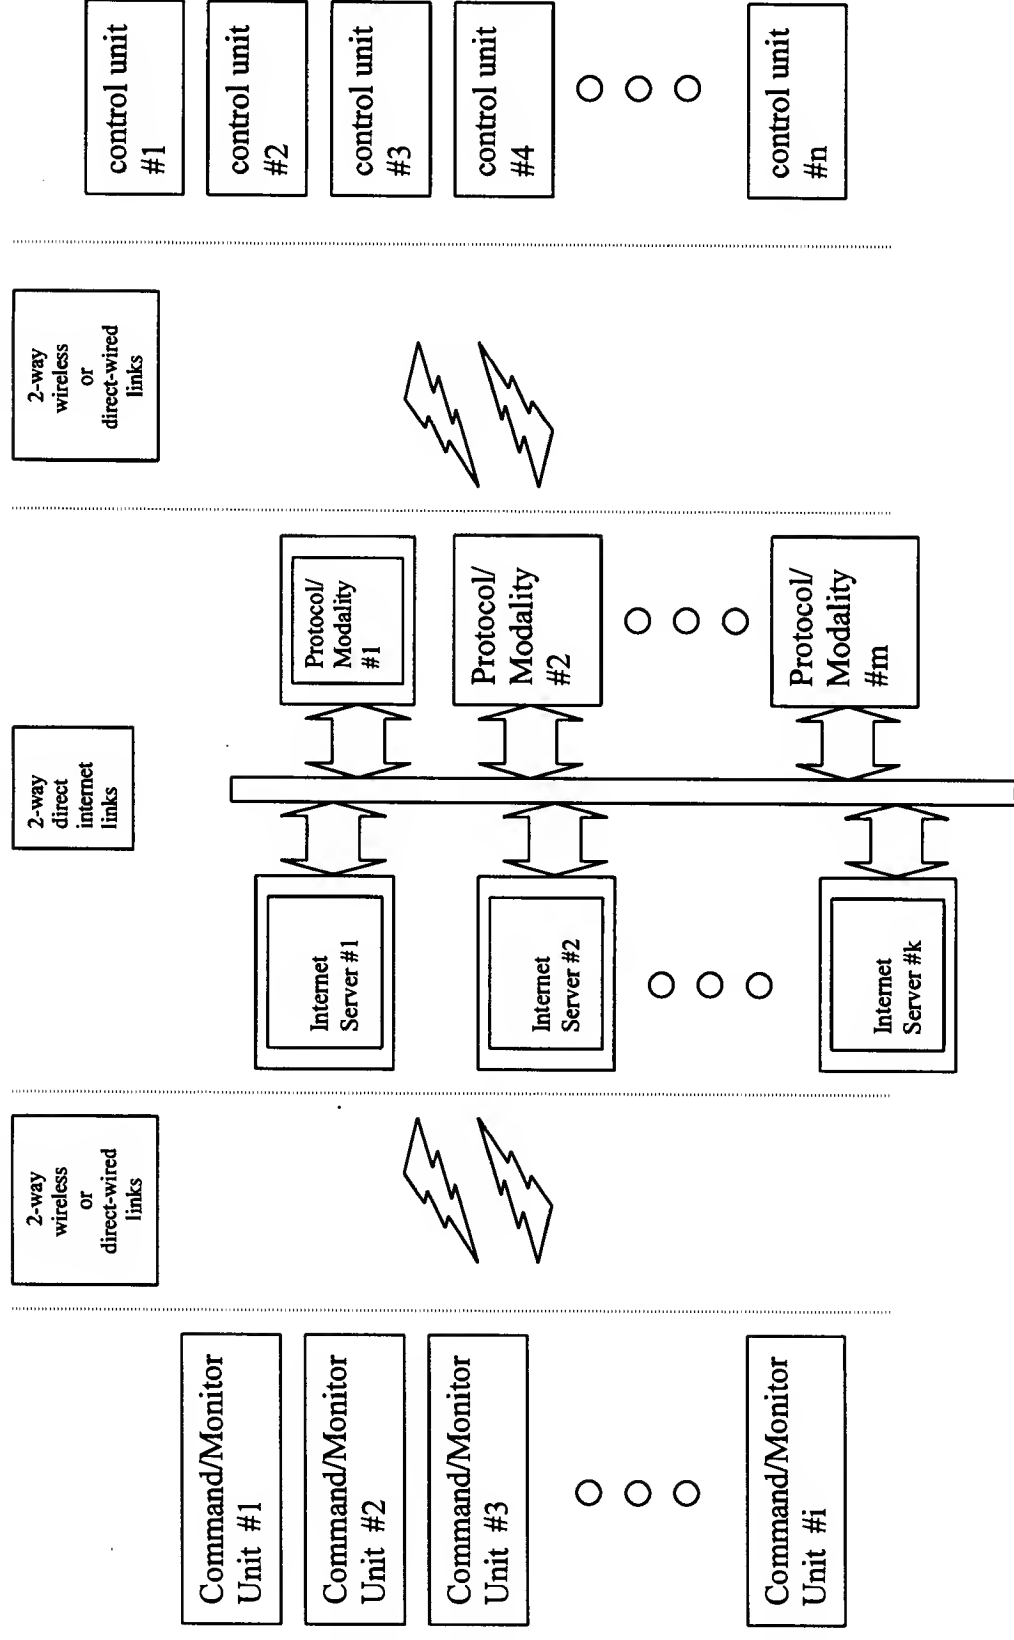 Command/Monitor
Unit #1
Command/Monitor
Unit #2
Command/Monitor
Unit #3
Command/Monitor
Unit #i
2-way
wireless
or
direct-wired
links
Internet
Server #1
Internet
Server #2
Internet
Server #k
2-way
direct
internet
links
Protocol/
Modality
#1
Protocol/
Modality
#2
Protocol/
Modality
#m
2-way
wireless
or
direct-wired
links
control unit
#1
control unit
#2
control unit
#3
control unit
#4
control unit
#n